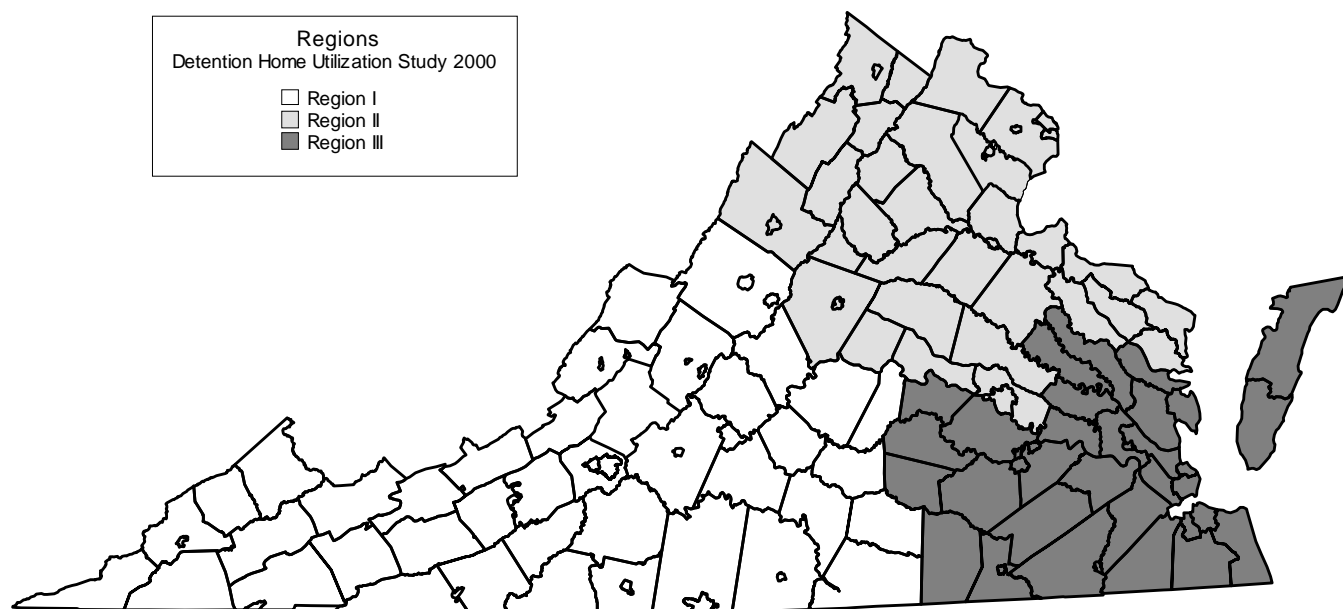 Regions
Detention Home Utilization Study 2000
Region I
Region II
Region III